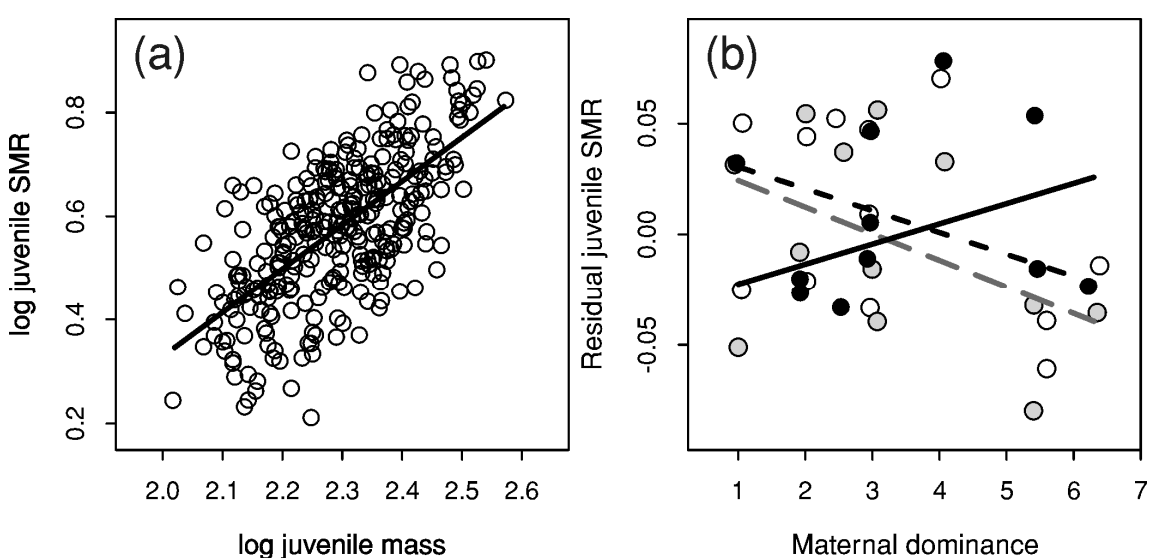 (a)
log juvenile SMR
0.8
0.6
0.4
0.2
2.0 2.1 2.2 2.3 2.4 2.5 2.6
log juvenile mass
(b)
Residual juvenile SMR
0.05
0.00
-0.05
1 2 3 4 5 6 7
Maternal dominance